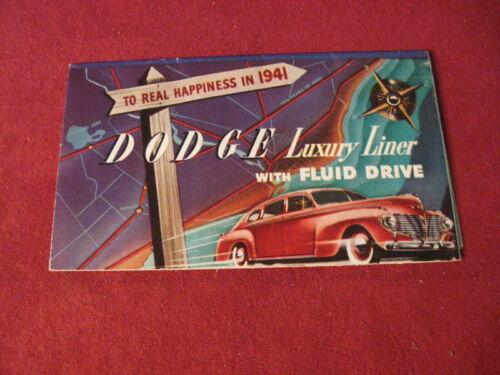 TO REAL HAPPINESS IN 1941
DODGE Luxury Liner
WITH FLUID DRIVE